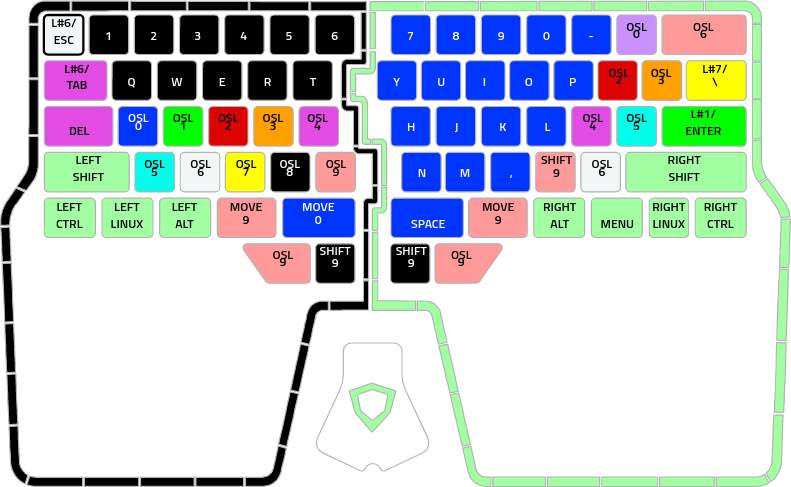 L#6/ ESC 1 2 3 4 5 6 7 8 9 0 - OSL 0 OSL 6
L#6/ TAB Q W E R T Y U I O P OSL 2 OSL 3 L#7/ \
DEL OSL 0 OSL 1 OSL 2 OSL 3 OSL 4 H J K L OSL 4 OSL 5 L#1/ ENTER
LEFT SHIFT OSL 5 OSL 6 OSL 7 OSL 8 OSL 9 N M , SHIFT 9 OSL 6 RIGHT SHIFT
LEFT CTRL LEFT LINUX LEFT ALT MOVE 9 MOVE 0 SPACE MOVE 9 RIGHT ALT MENU RIGHT LINUX RIGHT CTRL
OSL 9 SHIFT 9 SHIFT 9 OSL 9